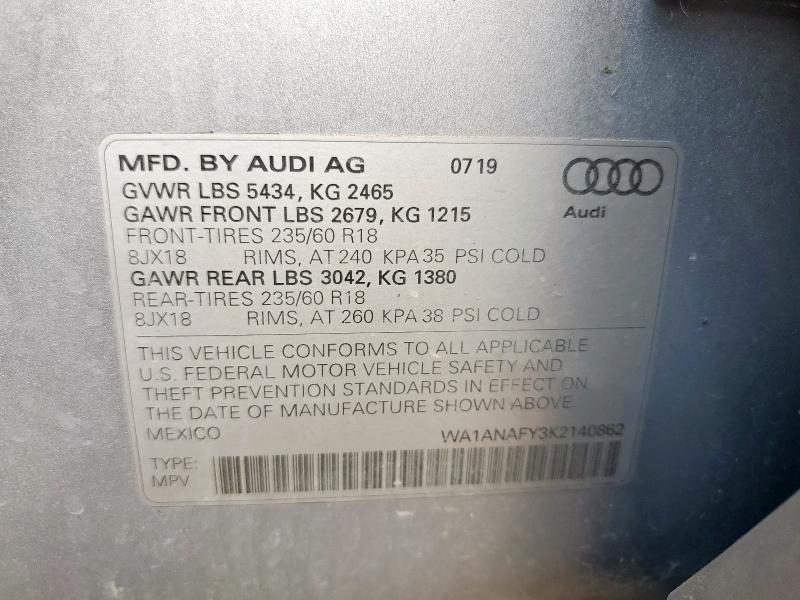 MFD. BY AUDI AG 0719
GVWR LBS 5434, KG 2465
GAWR FRONT LBS 2679, KG 1215
FRONT-TIRES 235/60 R18
8JX18 RIMS, AT 240 KPA 35 PSI COLD
GAWR REAR LBS 3042, KG 1380
REAR-TIRES 235/60 R18
8JX18 RIMS, AT 260 KPA 38 PSI COLD
Audi
THIS VEHICLE CONFORMS TO ALL APPLICABLE
U.S. FEDERAL MOTOR VEHICLE SAFETY AND
THEFT PREVENTION STANDARDS IN EFFECT ON
THE DATE OF MANUFACTURE SHOWN ABOVE.
MEXICO WA1ANAFY3K2140862
TYPE:
MPV